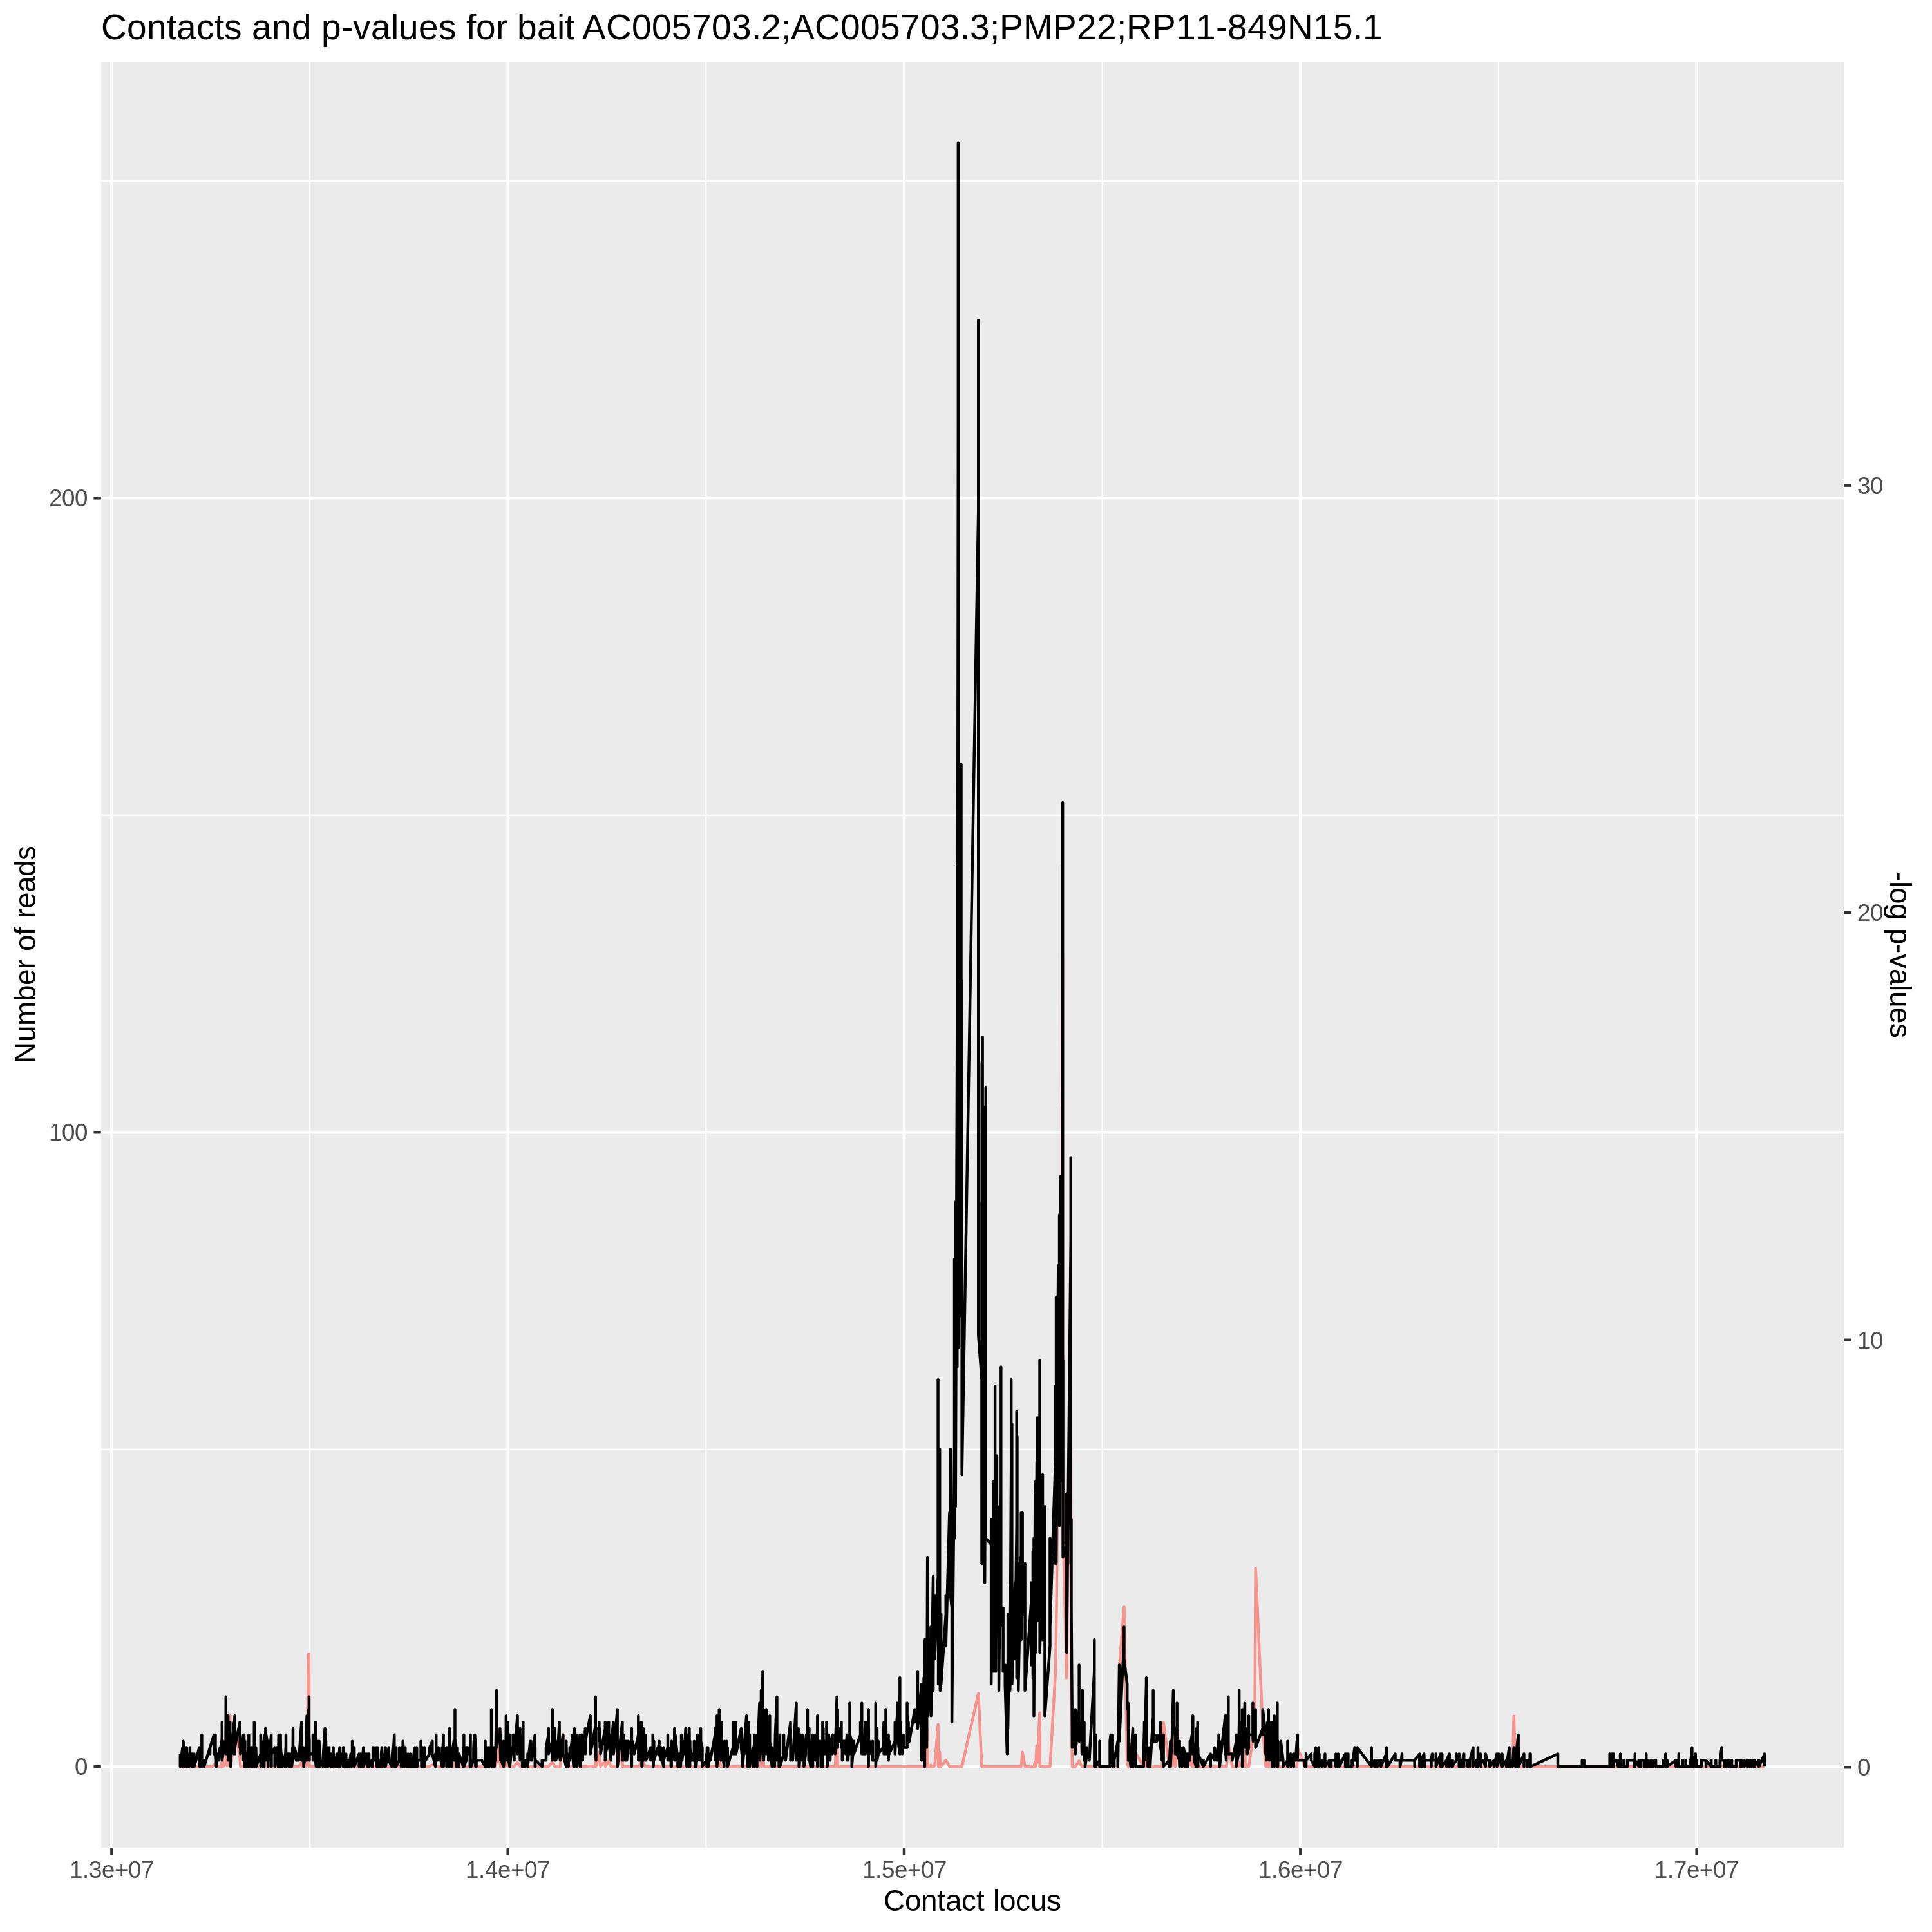 Contacts and p-values for bait AC005703.2;AC005703.3;PMP22;RP11-849N15.1
Number of reads
200
100
0
30
20
10
0
-log p-values
1.3e+07 1.4e+07 1.5e+07 1.6e+07 1.7e+07
Contact locus